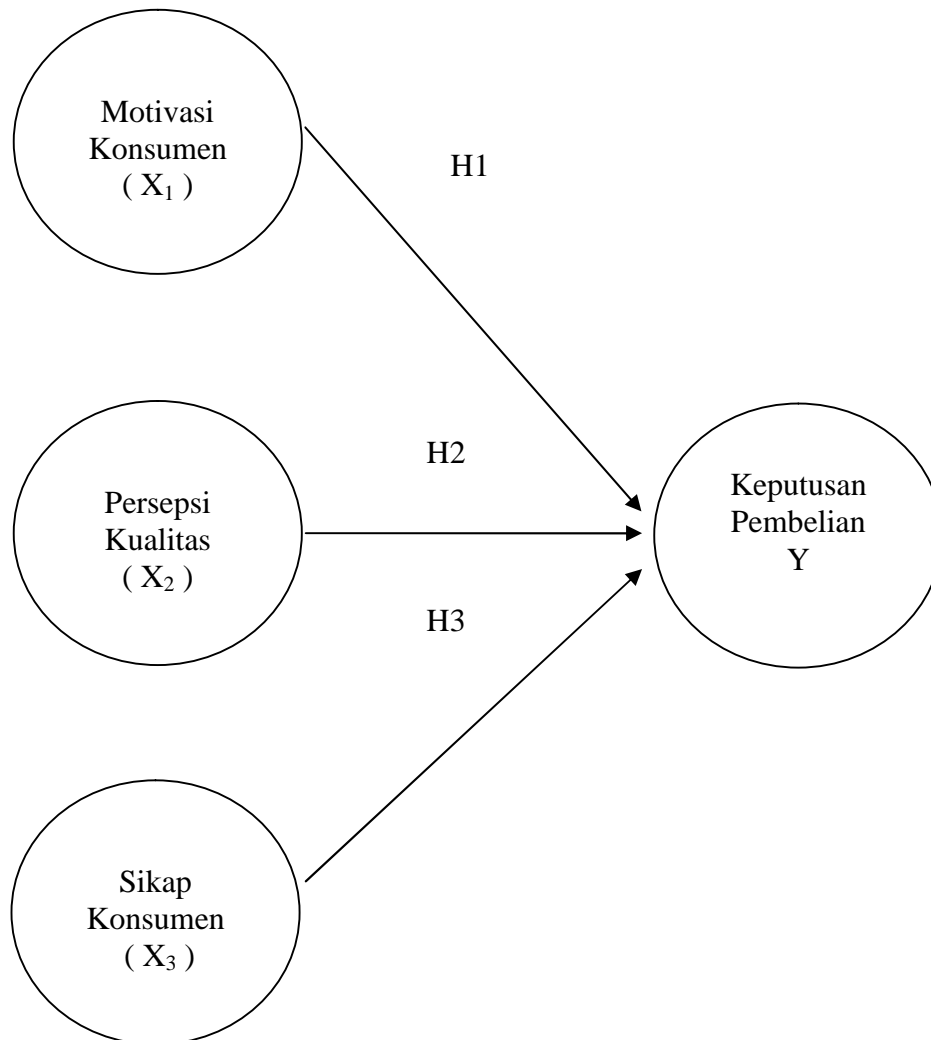 Motivasi
Konsumen
( X₁ )
H1
H2
Persepsi
Kualitas
( X₂ )
Keputusan
Pembelian
Y
H3
Sikap
Konsumen
( X₃ )